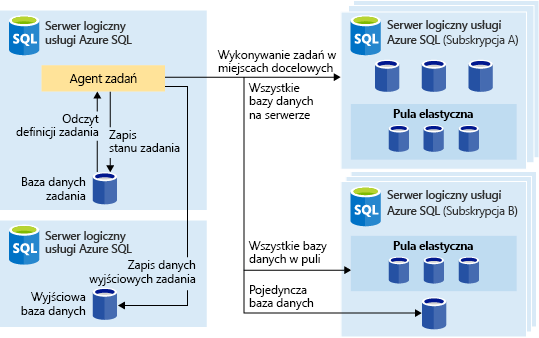 Serwer logiczny
usługi Azure SQL
SQL
Agent zadań
Odczyt
definicji zadania
Zapis
stanu zadania
Baza danych
zadania
Serwer logiczny
usługi Azure SQL
SQL
Zapis danych
wyjściowych zadania
Wyjściowa
baza danych
Wykonywanie zadań w
miejscach docelowych
Wszystkie
bazy danych
na serwerze
Wszystkie bazy
danych w puli
Pojedyncza
baza danych
Serwer logiczny usługi
Azure SQL (Subskrypcja A)
SQL
Pula elastyczna
Serwer logiczny usługi
Azure SQL (Subskrypcja B)
SQL
Pula elastyczna